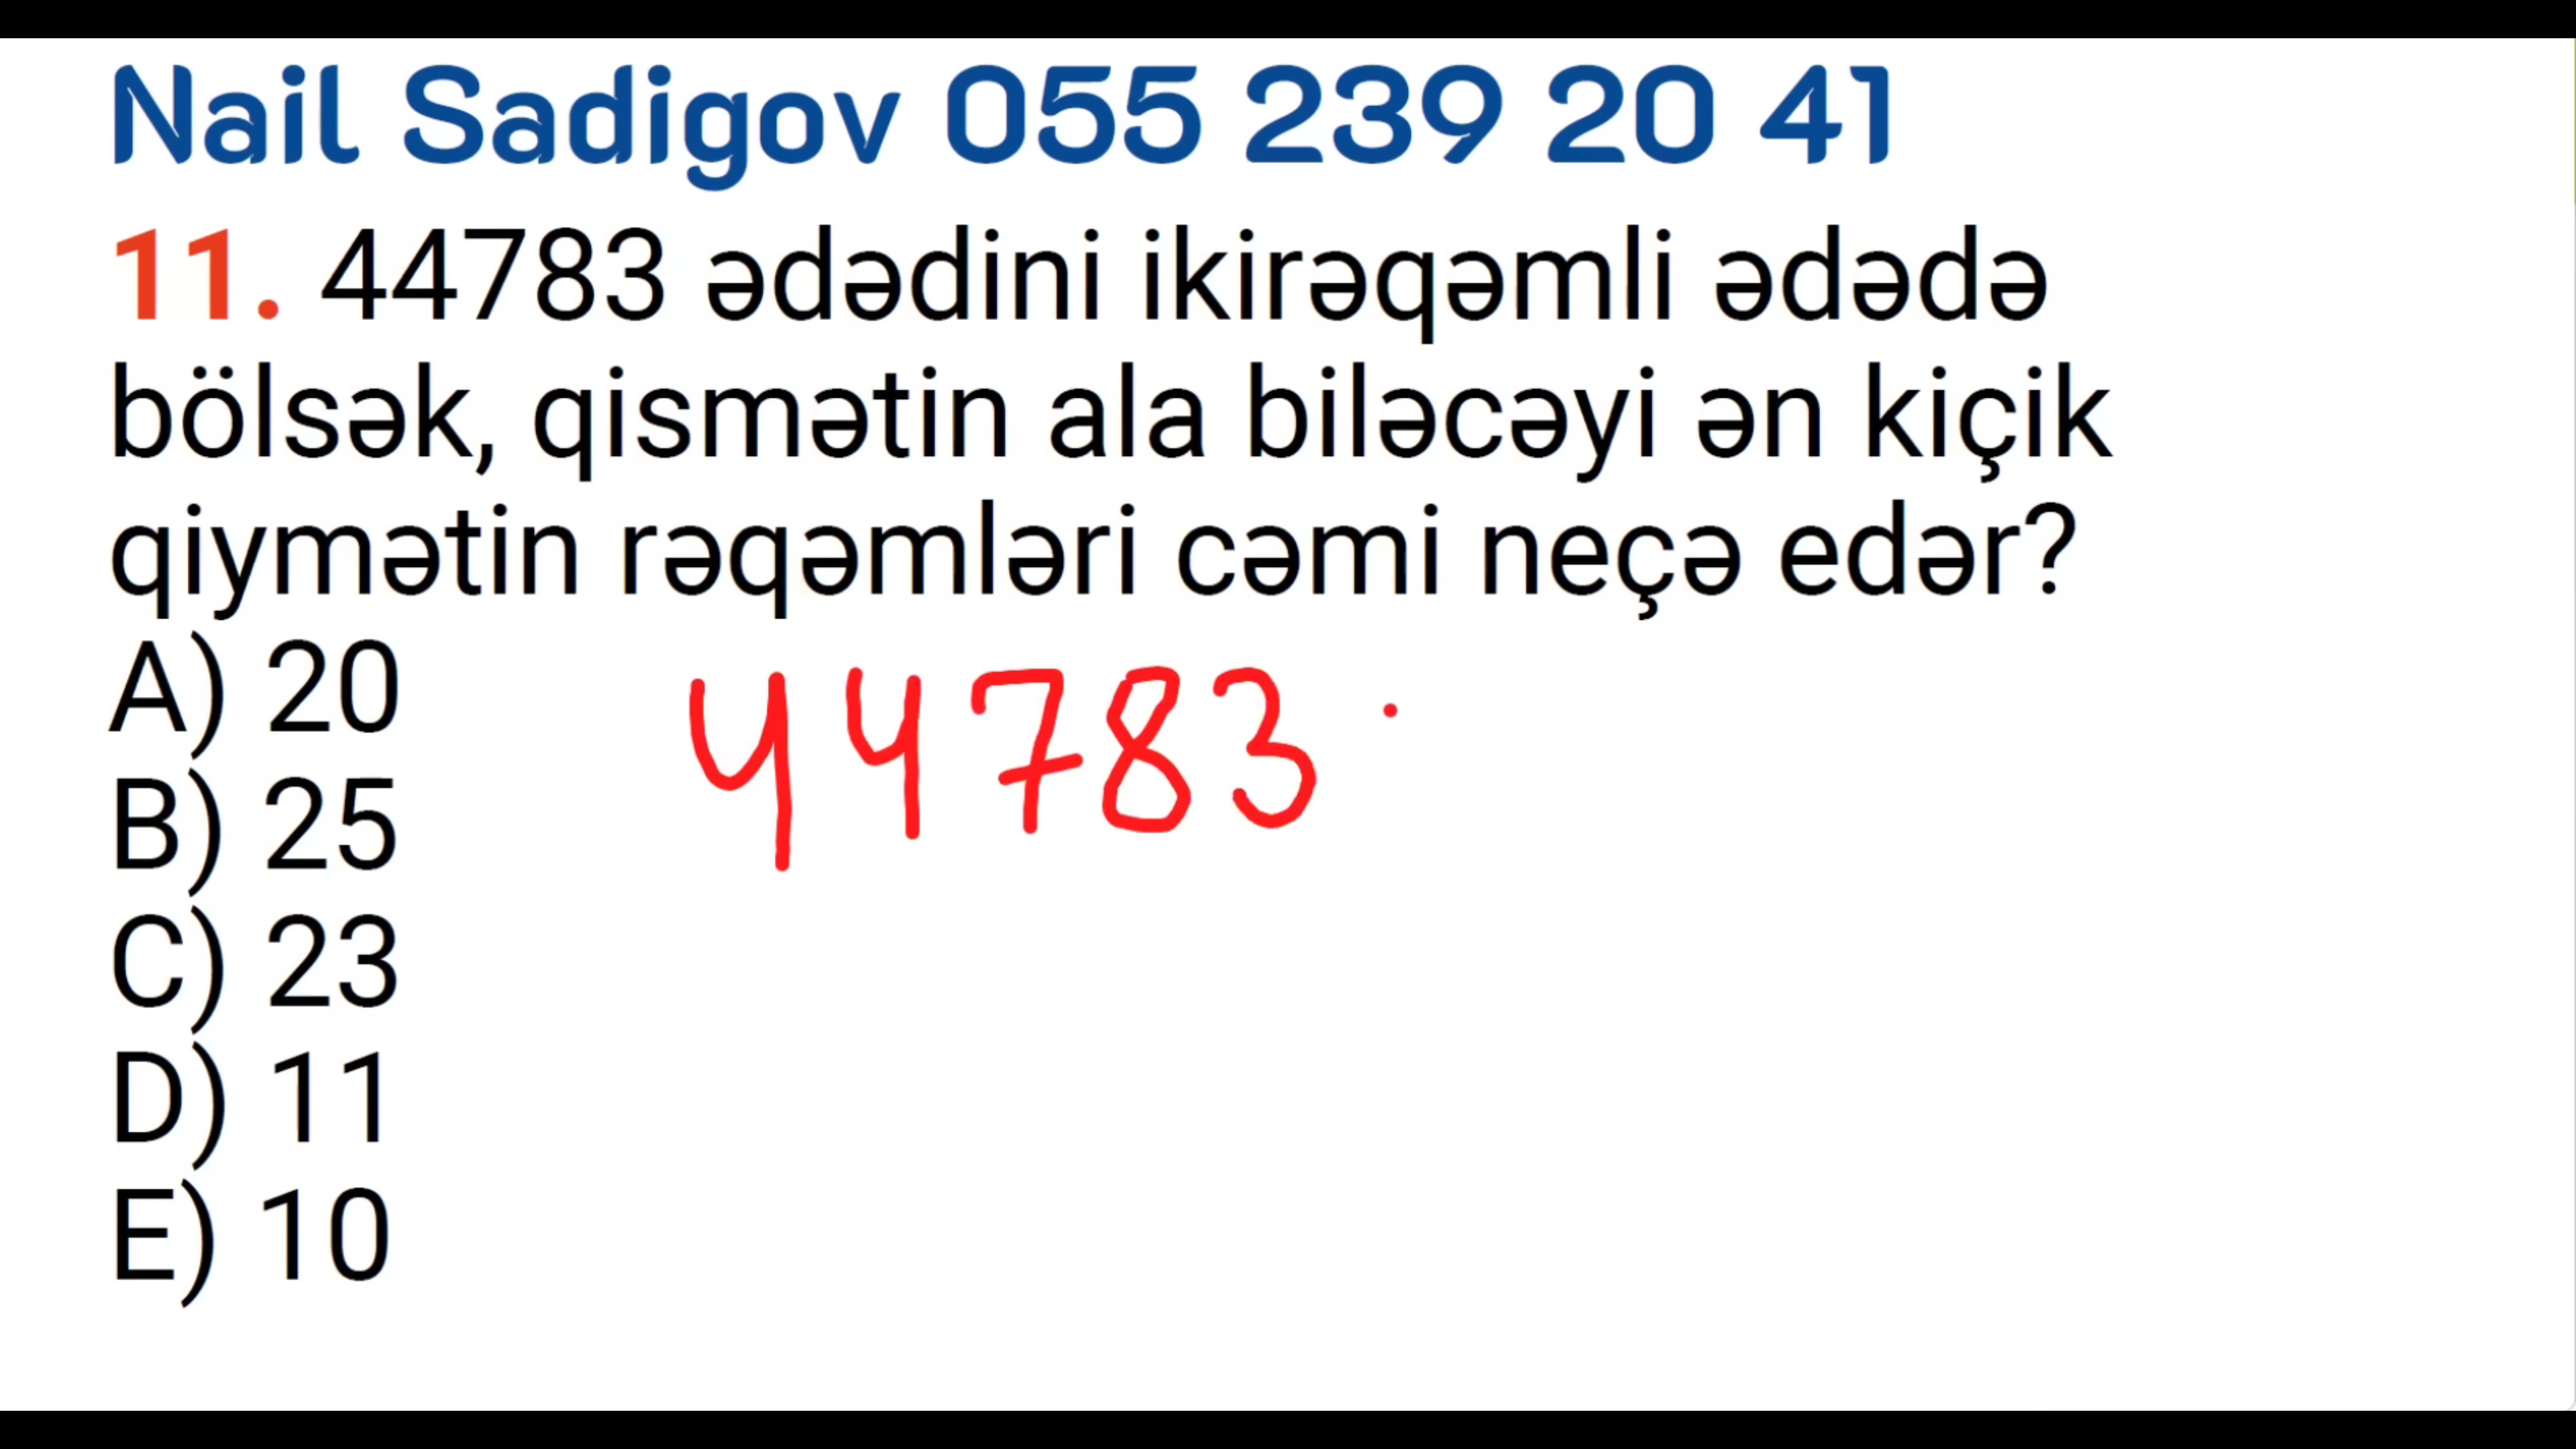 Nail Sadigov 055 239 20 41
11. 44783 ədədini ikirəqəmli ədədə
bölsək, qismətin ala biləcəyi ən kiçik
qiymətin rəqəmləri cəmi neçə edər?
A) 20
44783 .
B) 25
C) 23
D) 11
E) 10